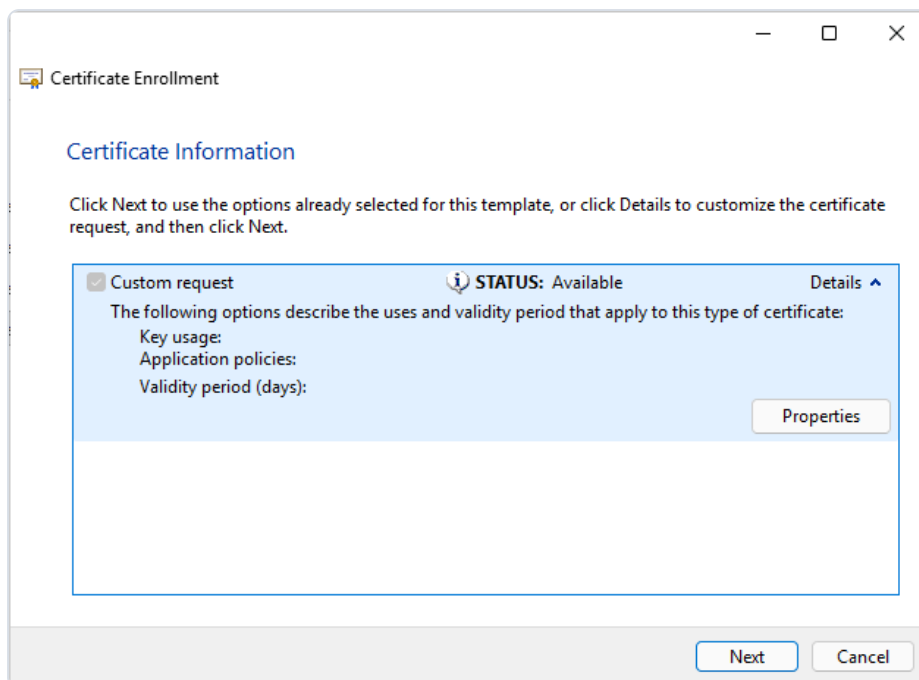 Certificate Enrollment
Certificate Information
Click Next to use the options already selected for this template, or click Details to customize the certificate
request, and then click Next.
Custom request STATUS: Available Details
The following options describe the uses and validity period that apply to this type of certificate:
Key usage:
Application policies:
Validity period (days):
Properties
Next Cancel